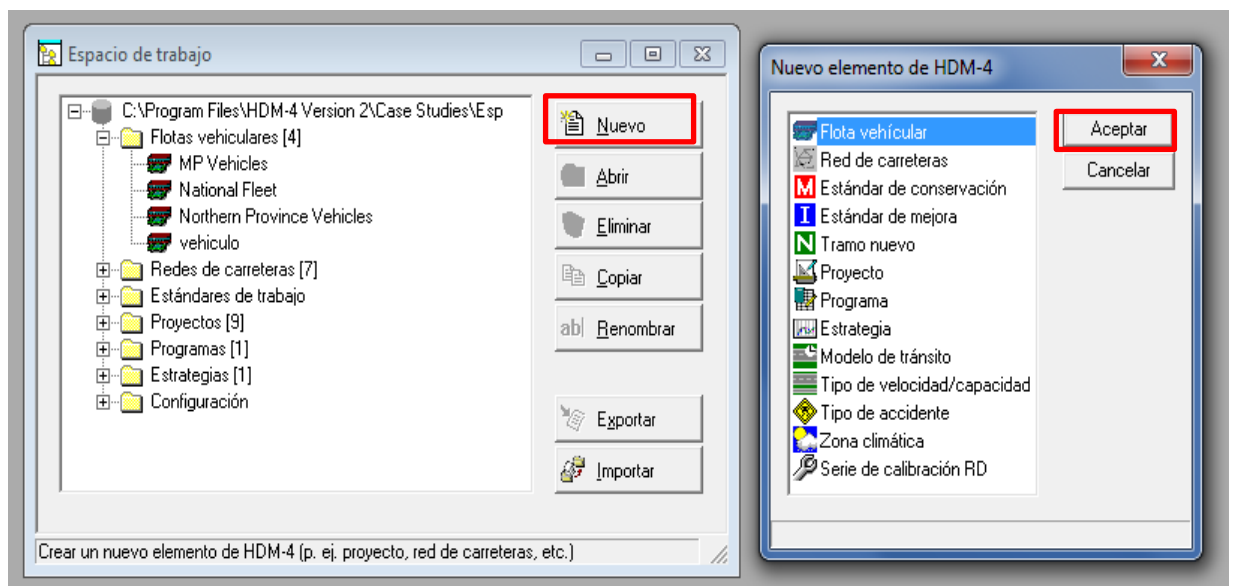 Espacio de trabajo
C:\Program Files\HDM-4 Version 2\Case Studies\Esp
Flotas vehiculares [4]
MP Vehicles
National Fleet
Northern Province Vehicles
vehiculo
Redes de carreteras [7]
Estándares de trabajo
Proyectos [9]
Programas [1]
Estrategias [1]
Configuración
Nuevo
Abrir
Eliminar
Copiar
ab Renombrar
Exportar
Importar
Crear un nuevo elemento de HDM-4 (p. ej. proyecto, red de carreteras, etc.)
Nuevo elemento de HDM-4
Flota vehícular
Red de carreteras
M Estándar de conservación
I Estándar de mejora
N Tramo nuevo
Proyecto
Programa
Estrategia
Modelo de tránsito
Tipo de velocidad/capacidad
Tipo de accidente
Zona climática
Serie de calibración RD
Aceptar
Cancelar